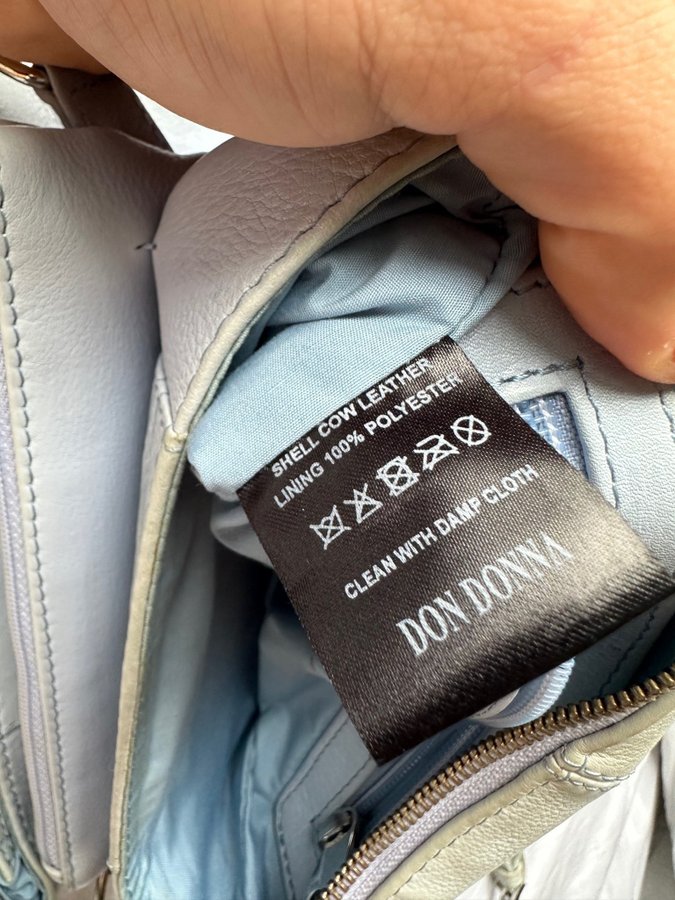 SHELL COW LEATHER
LINING 100% POLYESTER
CLEAN WITH DAMP CLOTH
DON DONNA